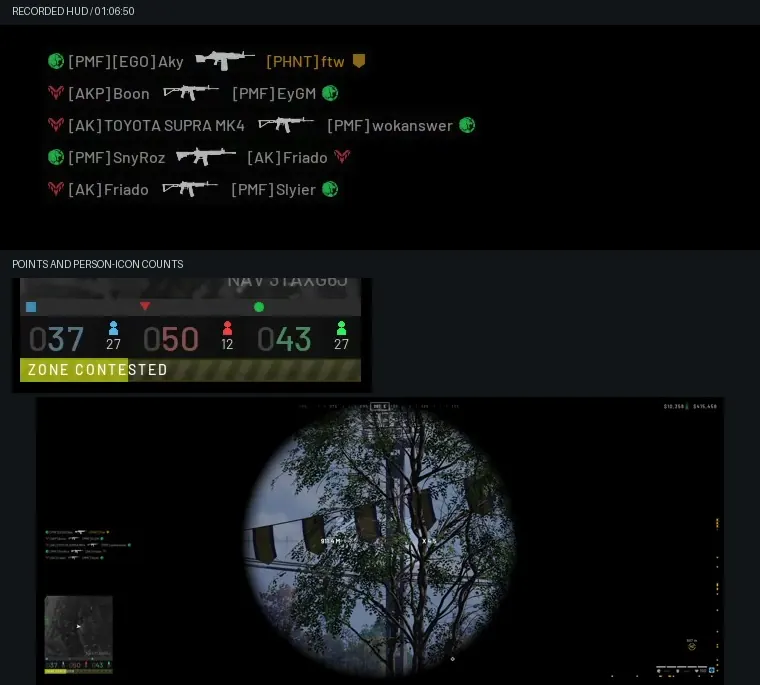 RECORDED HUD / 01:06:50
[PMF][EGO]Aky [PHNT]ftw
[AKP]Boon [PMF]EyGM
[AK]TOYOTA SUPRA MK4 [PMF]wokanswer
[PMF]SnyRoz [AK]Friado
[AK]Friado [PMF]Slyier
POINTS AND PERSON-ICON COUNTS
037 27 050 12 043 27
ZONE CONTESTED